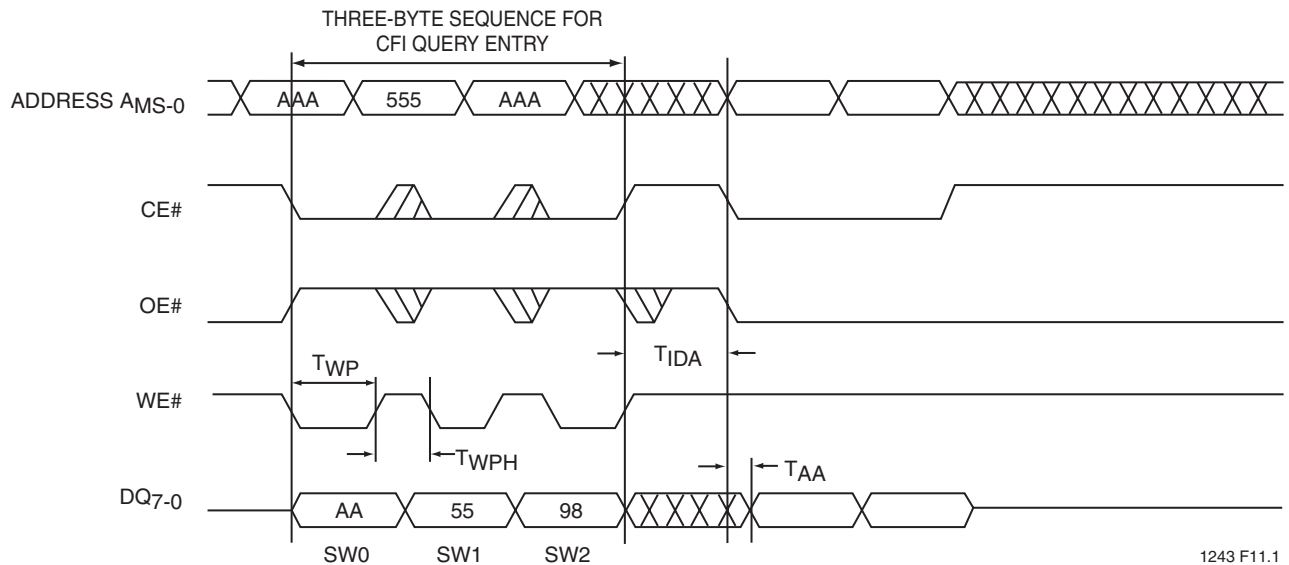 THREE-BYTE SEQUENCE FOR
CFI QUERY ENTRY
ADDRESS AMS-0
AAA
555
AAA
CE#
OE#
TWP
TIDA
WE#
TWPH
TAA
DQ7-0
AA
55
98
SW0
SW1
SW2
1243 F11.1